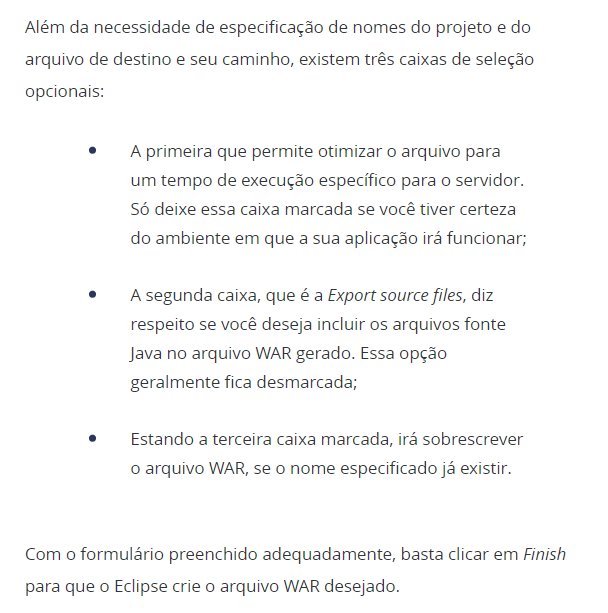 Além da necessidade de especificação de nomes do projeto e do
arquivo de destino e seu caminho, existem três caixas de seleção
opcionais:
• A primeira que permite otimizar o arquivo para
um tempo de execução específico para o servidor.
Só deixe essa caixa marcada se você tiver certeza
do ambiente em que a sua aplicação irá funcionar;
• A segunda caixa, que é a Export source files, diz
respeito se você deseja incluir os arquivos fonte
Java no arquivo WAR gerado. Essa opção
geralmente fica desmarcada;
• Estando a terceira caixa marcada, irá sobrescrever
o arquivo WAR, se o nome especificado já existir.
Com o formulário preenchido adequadamente, basta clicar em Finish
para que o Eclipse crie o arquivo WAR desejado.